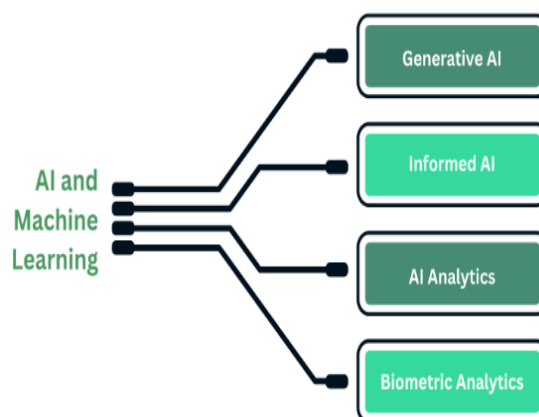 AI and
Machine
Learning
Generative AI
Informed AI
AI Analytics
Biometric Analytics